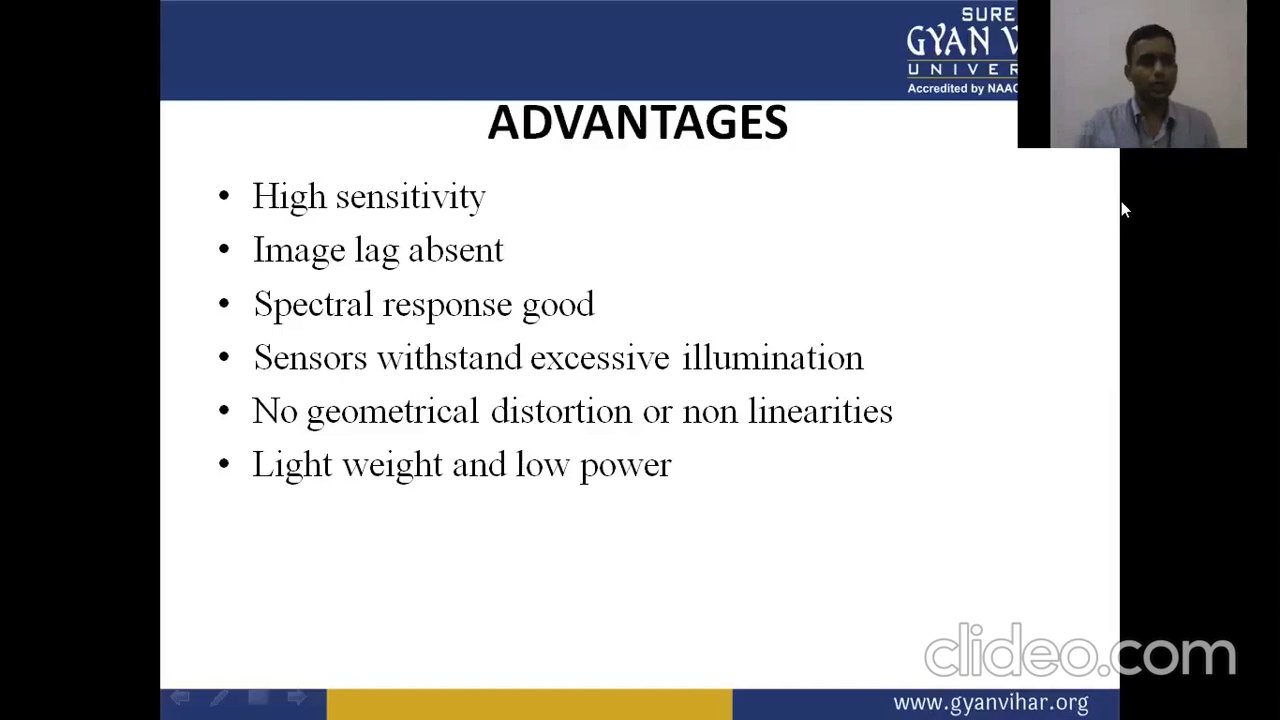 SURE
GYAN V
UNIVER
Accredited by NAAC
ADVANTAGES
• High sensitivity
• Image lag absent
• Spectral response good
• Sensors withstand excessive illumination
• No geometrical distortion or non linearities
• Light weight and low power
clideo.com
www.gyanvihar.org